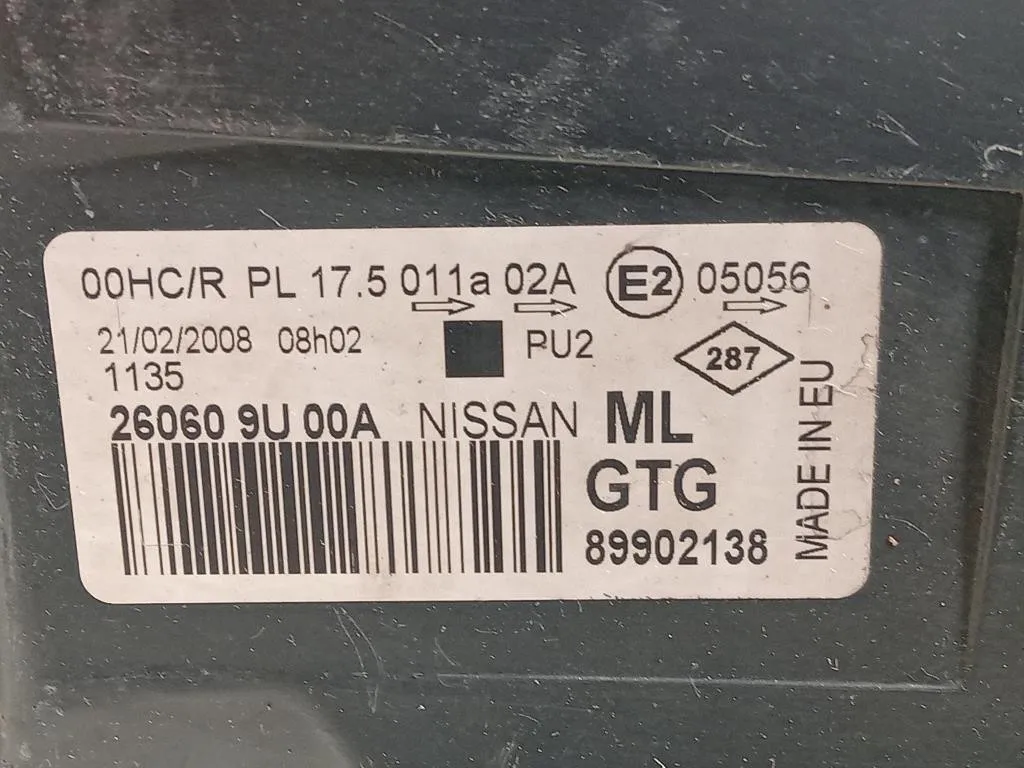 00HC/R PL 17.5 011a 02A E2 05056
21/02/2008 08h02 PU2 287
1135
26060 9U 00A NISSAN ML
GTG
89902138
MADE IN EU